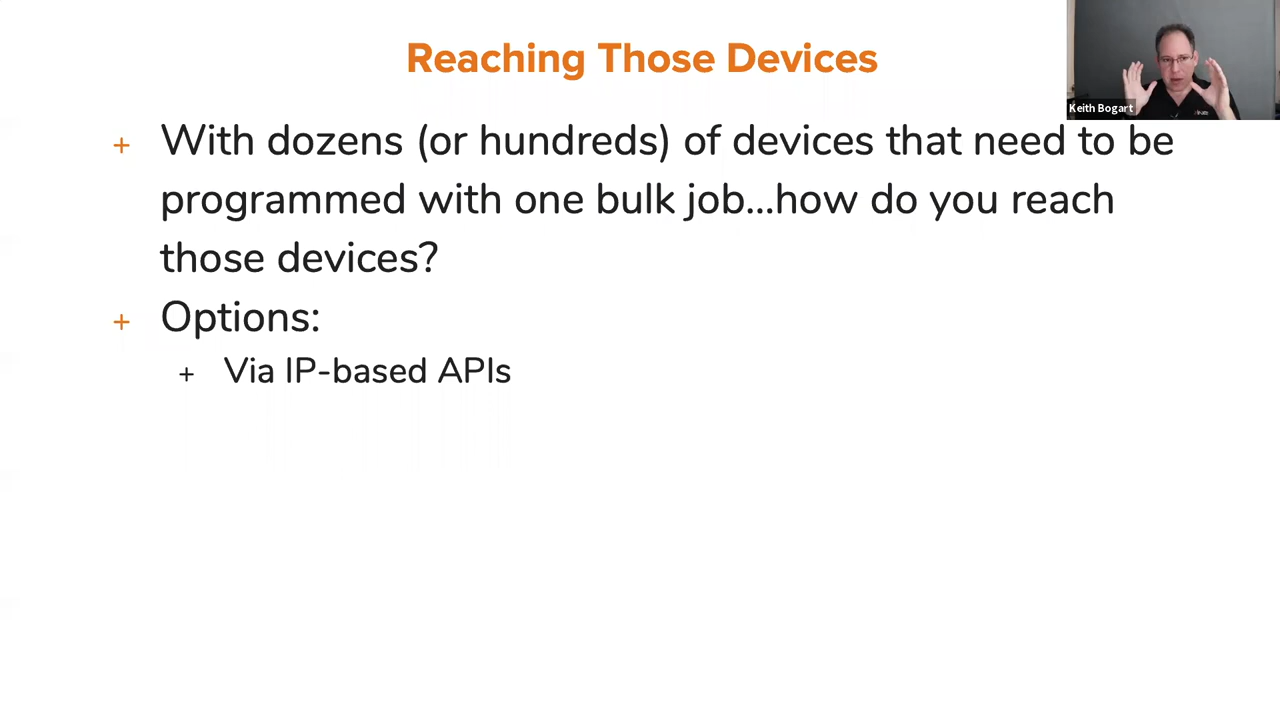 Reaching Those Devices
Keith Bogart
+ With dozens (or hundreds) of devices that need to be
programmed with one bulk job...how do you reach
those devices?
+ Options:
+ Via IP-based APIs